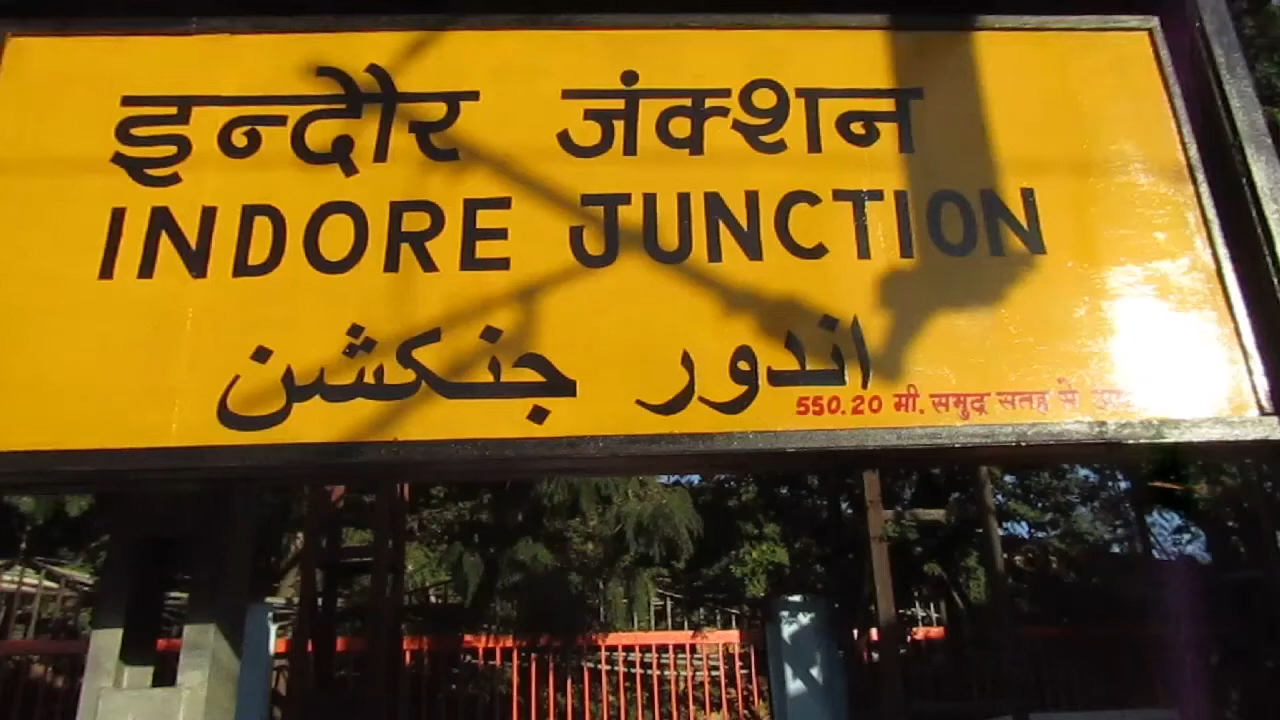 इन्दौर जंक्शन
INDORE JUNCTION
اندور جنکشن
550.20 मी. समुद्र सतह से